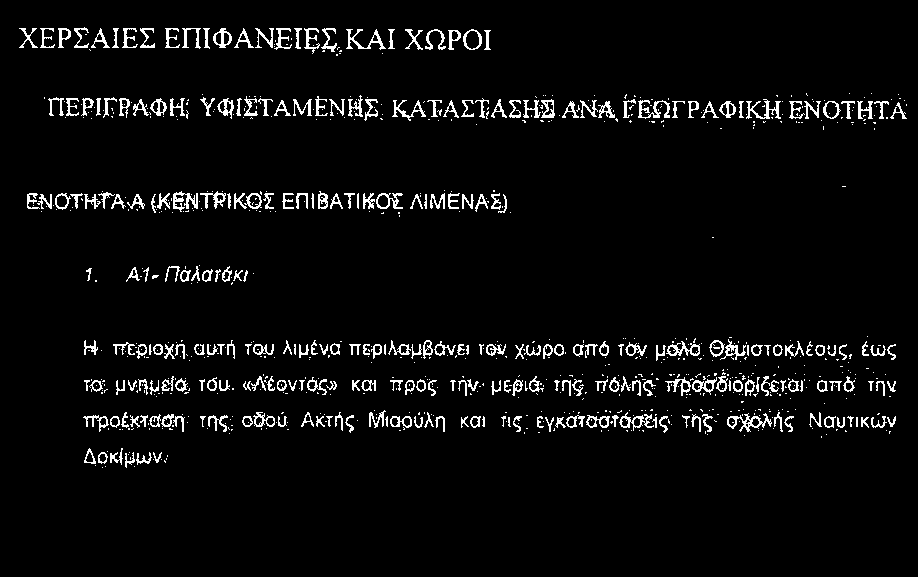 ΧΕΡΣΑΙΕΣ ΕΠΙΦΑΝΕΙΕΣ ΚΑΙ ΧΩΡΟΙ
ΠΕΡΙΓΡΑΦΗ ΥΦΙΣΤΑΜΕΝΗΣ ΚΑΤΑΣΤΑΣΗΣ ΑΝΑ ΓΕΩΓΡΑΦΙΚΗ ΕΝΟΤΗΤΑ
ΕΝΟΤΗΤΑ Α (ΚΕΝΤΡΙΚΟΣ ΕΠΙΒΑΤΙΚΟΣ ΛΙΜΕΝΑΣ)
1. Α1- Παλατάκι
Η περιοχή αυτή του λιμένα περιλαμβάνει τον χώρο από τον μόλο Θεμιστοκλέους, έως
το μνημείο του «Λέοντος» και προς την μεριά της πόλης προσδιορίζεται από την
προέκταση της οδού Ακτής Μιαούλη και τις εγκαταστάσεις της σχολής Ναυτικών
Δοκίμων.